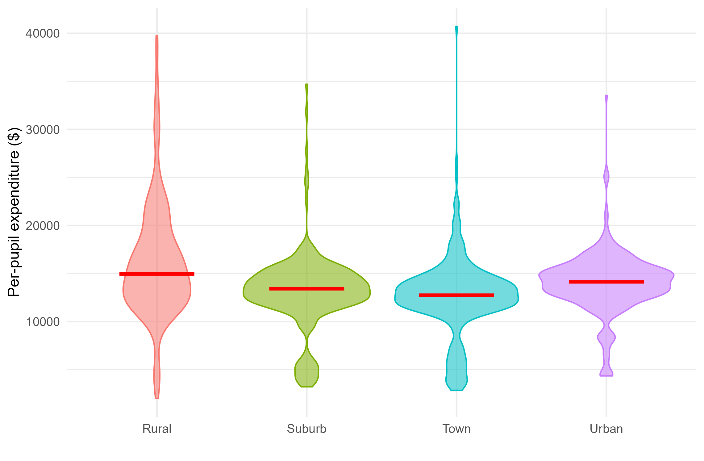 Per-pupil expenditure ($)
40000
30000
20000
10000
Rural
Suburb
Town
Urban